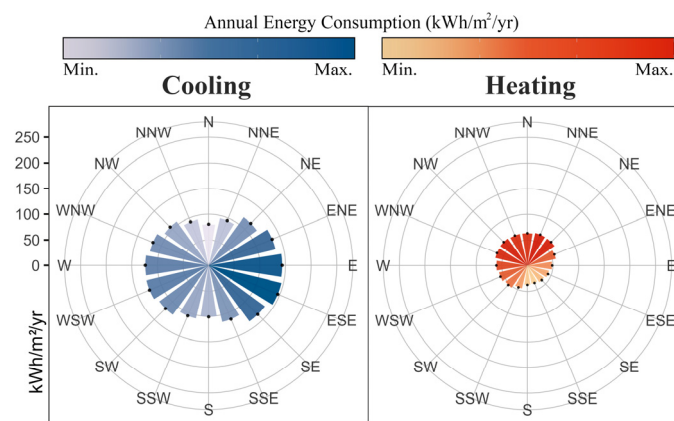 Annual Energy Consumption (kWh/m²/yr)
Min. Max. Min. Max.
Cooling Heating
N N
NNW NNE NNW NNE
250
NW NE NW NE
200
150
WNW ENE WNW ENE
100
50
0 W E W E
WSW ESE WSW ESE
kWh/m²/yr
SW SE SW SE
SSW SSE SSW SSE
S S